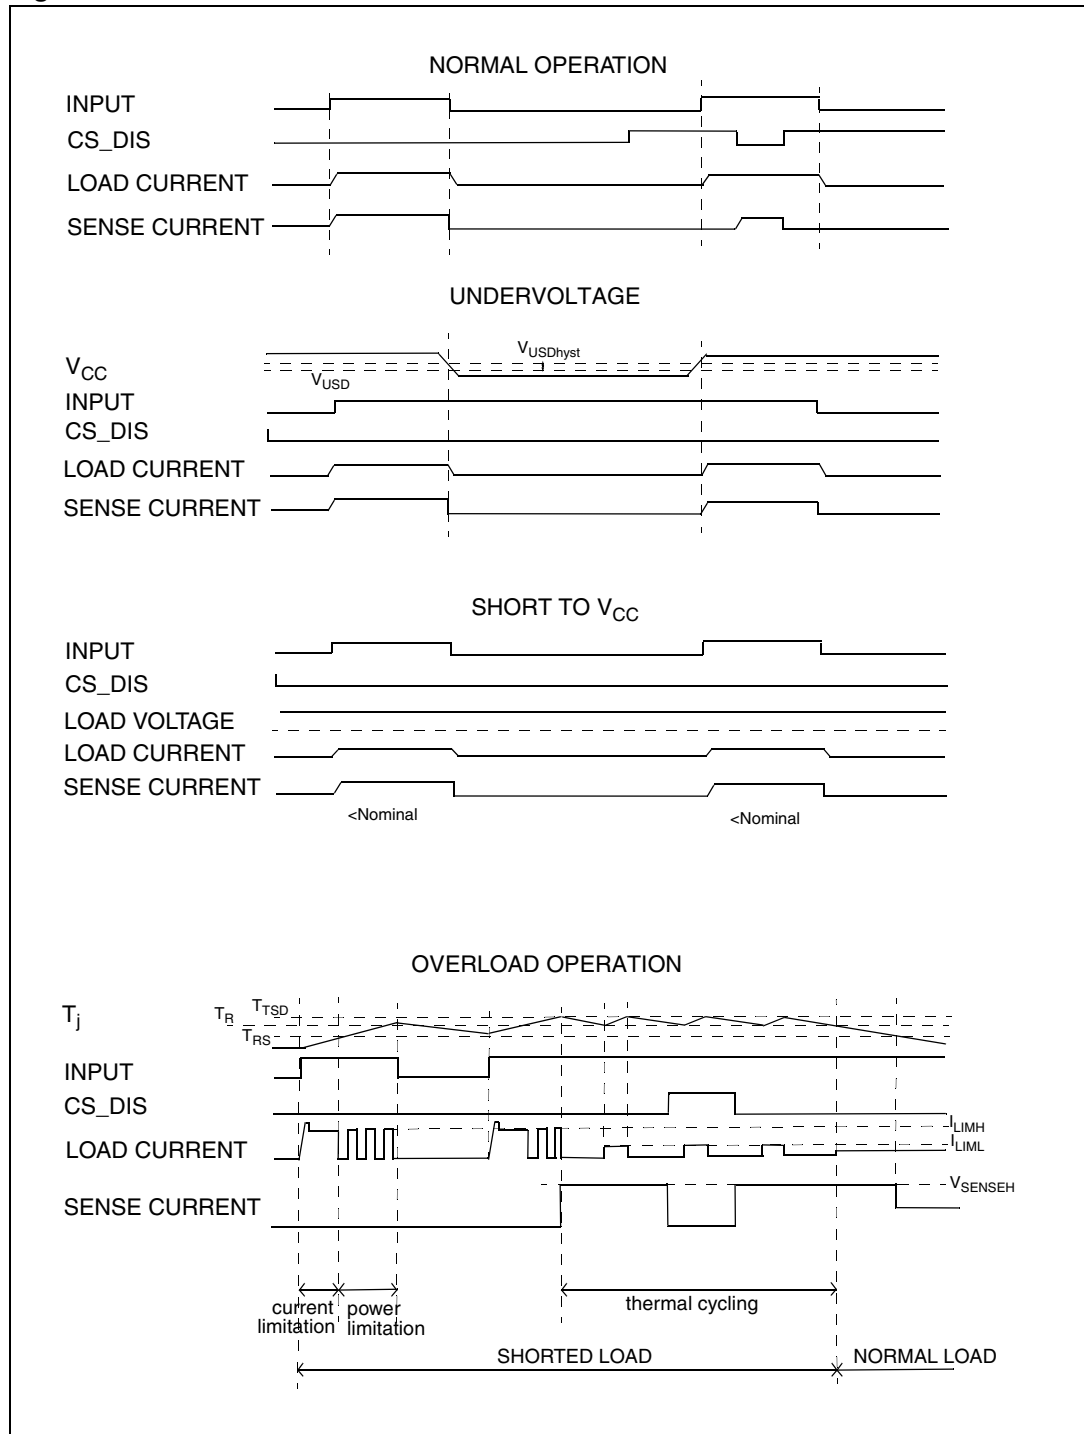 NORMAL OPERATION
INPUT
CS_DIS
LOAD CURRENT
SENSE CURRENT
UNDERVOLTAGE
VUSDhyst
VCC
VUSD
INPUT
CS_DIS
LOAD CURRENT
SENSE CURRENT
SHORT TO VCC
INPUT
CS_DIS
LOAD VOLTAGE
LOAD CURRENT
SENSE CURRENT
<Nominal
<Nominal
OVERLOAD OPERATION
Tj
TR
TTSD
TRS
INPUT
CS_DIS
LOAD CURRENT
ILIMH
ILIML
SENSE CURRENT
VSENSEH
current
limitation
power
limitation
thermal cycling
SHORTED LOAD
NORMAL LOAD